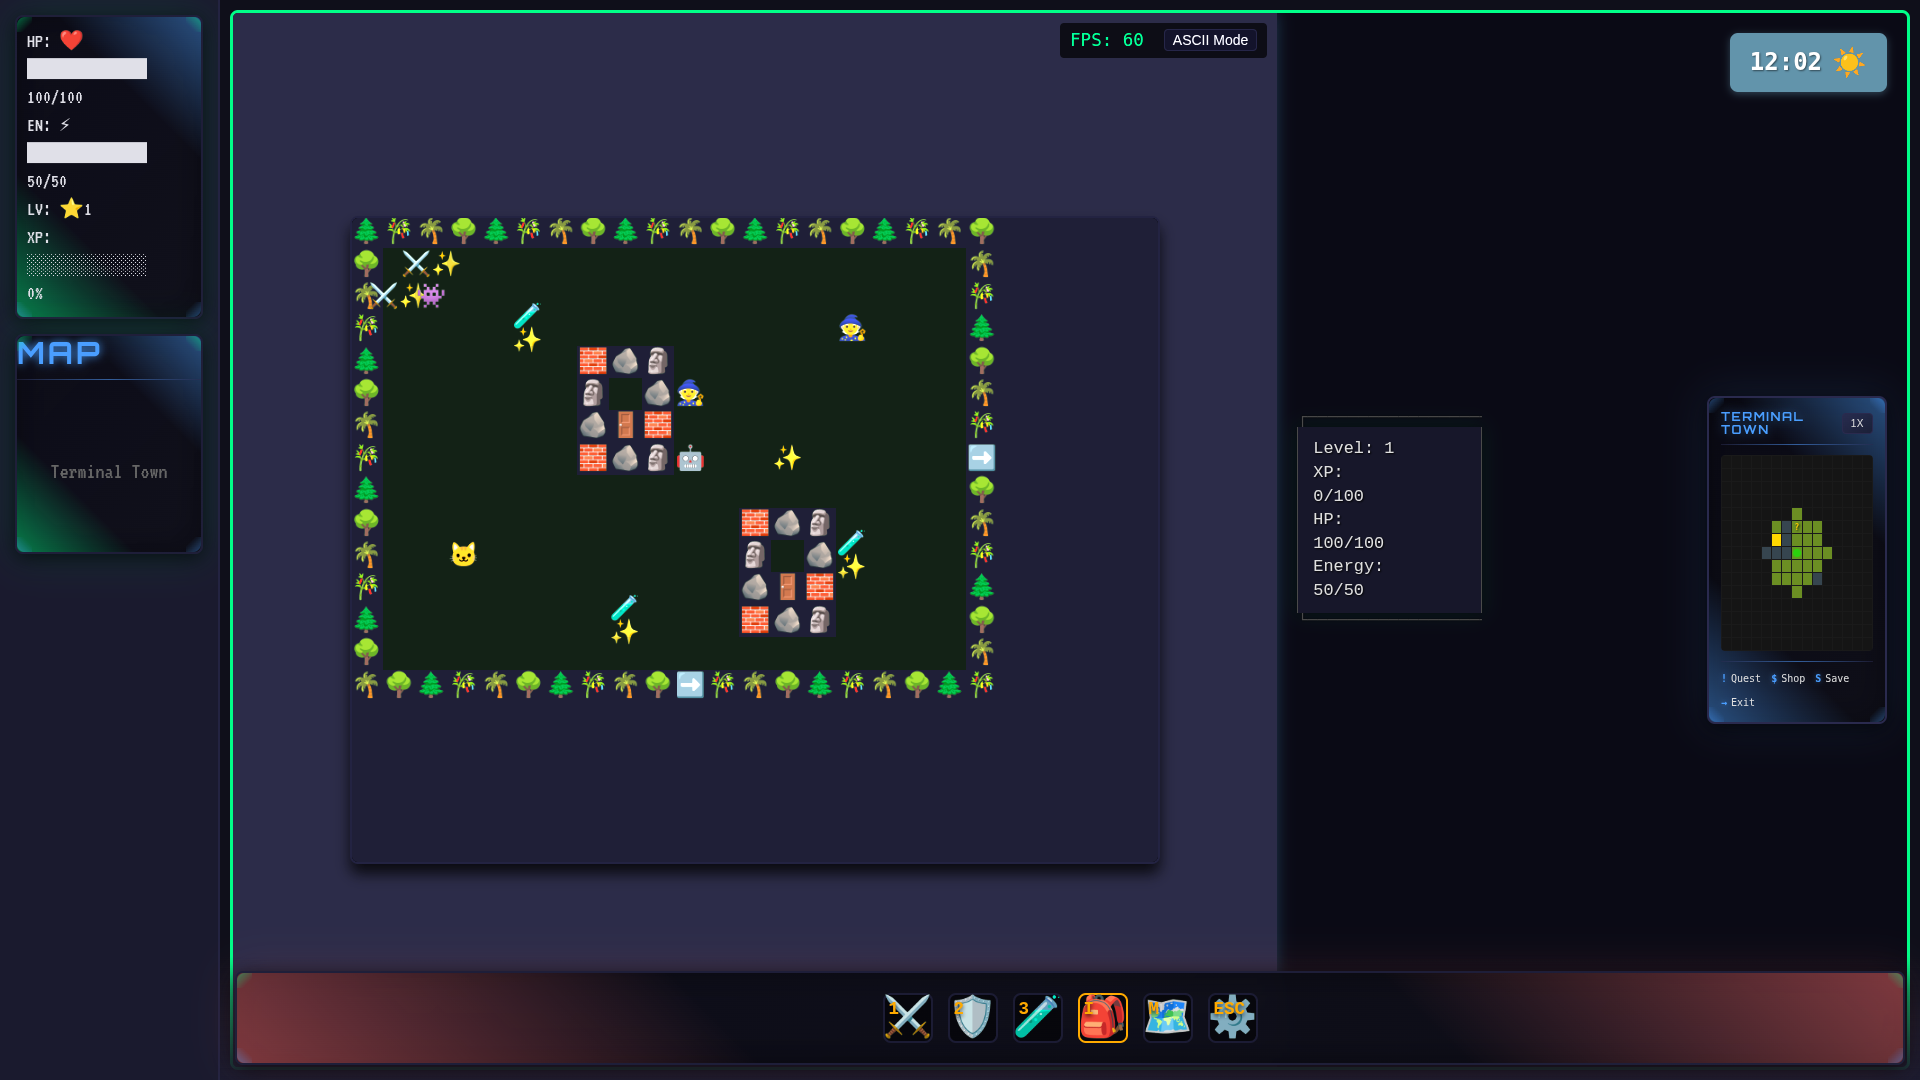 HP:
100/100
EN:
50/50
LV: 1
XP:
0%
MAP
Terminal Town
FPS: 60 ASCII Mode
12:02
Level: 1
XP:
0/100
HP:
100/100
Energy:
50/50
TERMINAL
TOWN
1X
?
! Quest $ Shop S Save
→ Exit
1 2 3 I M ESC